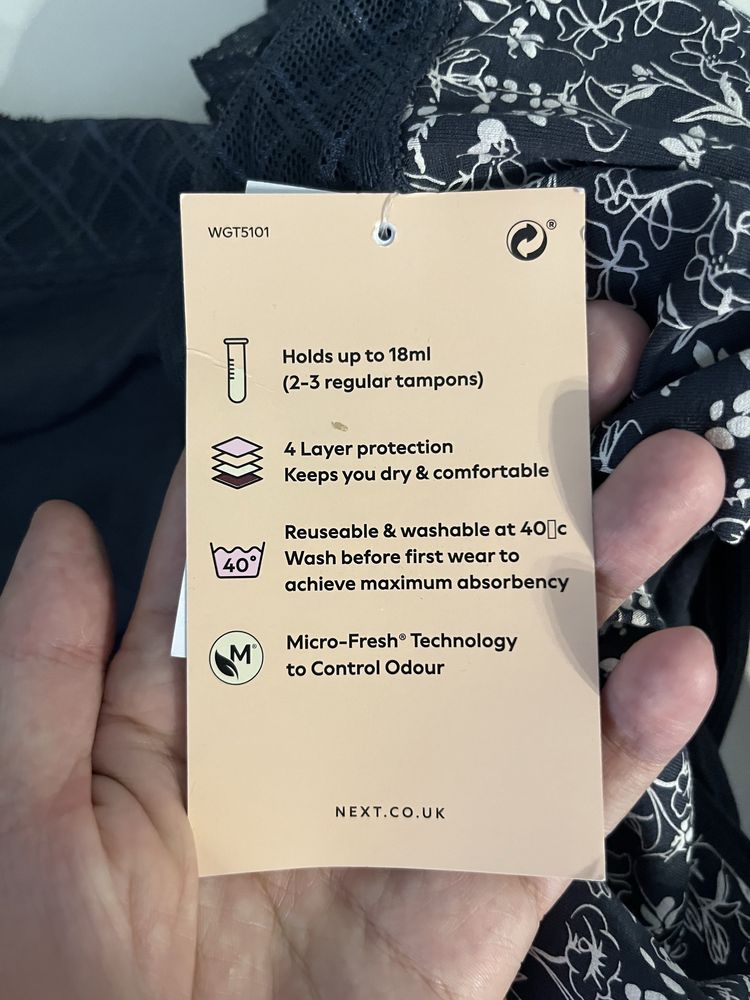 WGT5101
®
Holds up to 18ml
(2-3 regular tampons)
4 Layer protection
Keeps you dry & comfortable
40°
Reuseable & washable at 40▯c
Wash before first wear to
achieve maximum absorbency
M®
Micro-Fresh® Technology
to Control Odour
NEXT.CO.UK